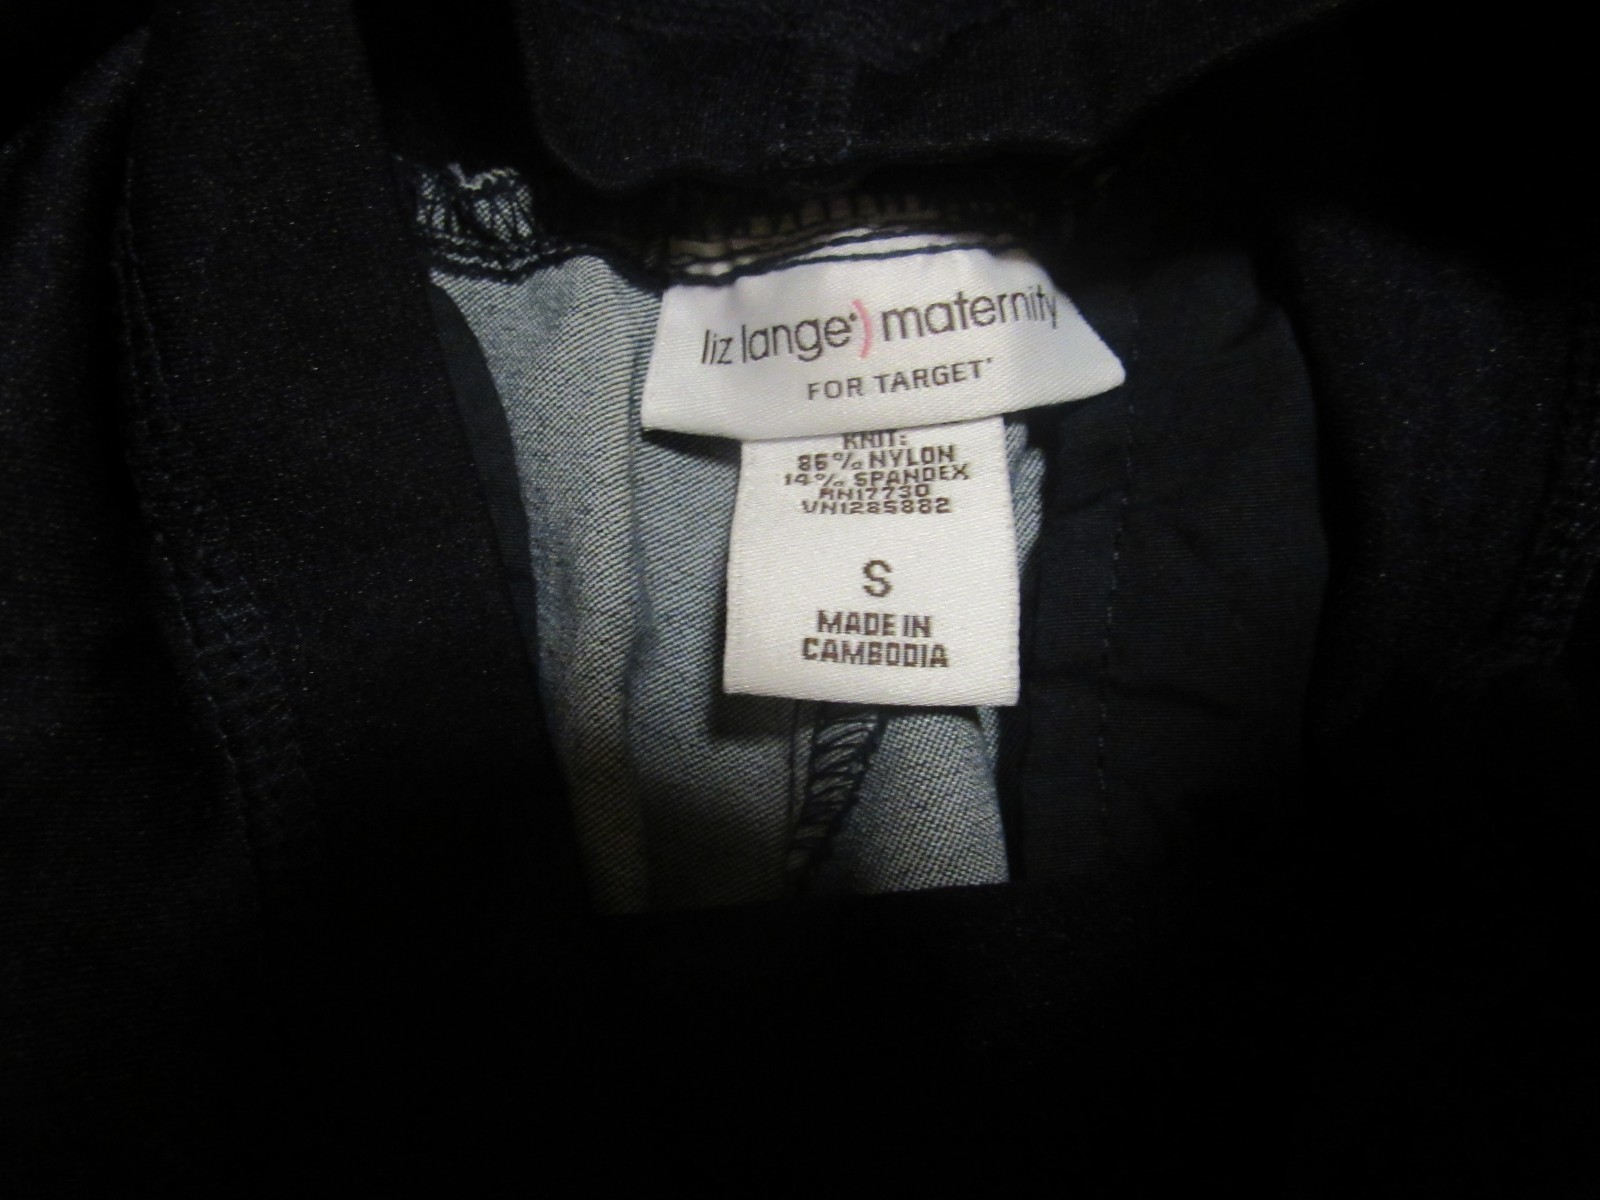 liz lange) maternity
FOR TARGET
KNIT:
86% NYLON
14% SPANDEX
RN17730
VN1285882
S
MADE IN
CAMBODIA